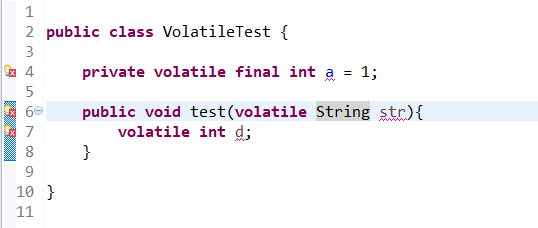 1
2 public class VolatileTest {
3
4 private volatile final int a = 1;
5
6 public void test(volatile String str){
7 volatile int d;
8 }
9
10 }
11